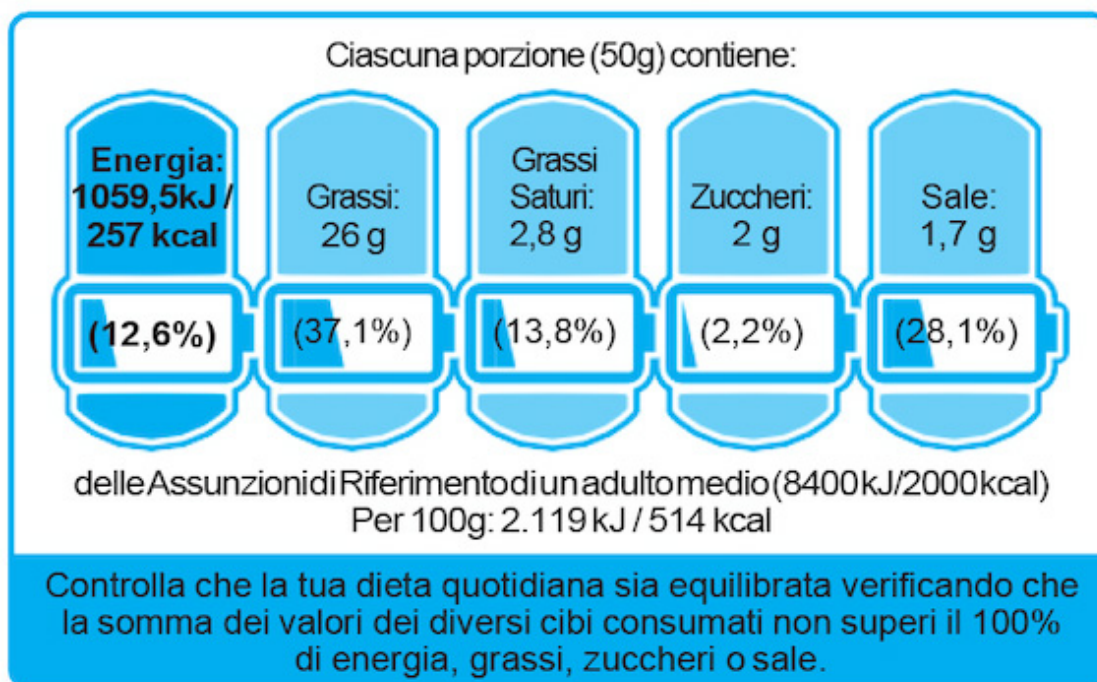 Ciascuna porzione (50g) contiene:
Energia:
1059,5kJ /
257 kcal
(12,6%)
Grassi:
26 g
(37,1%)
Grassi
Saturi:
2,8 g
(13,8%)
Zuccheri:
2 g
(2,2%)
Sale:
1,7 g
(28,1%)
delle Assunzioni di Riferimento di un adulto medio (8400 kJ/2000 kcal)
Per 100g: 2.119 kJ / 514 kcal
Controlla che la tua dieta quotidiana sia equilibrata verificando che
la somma dei valori dei diversi cibi consumati non superi il 100%
di energia, grassi, zuccheri o sale.